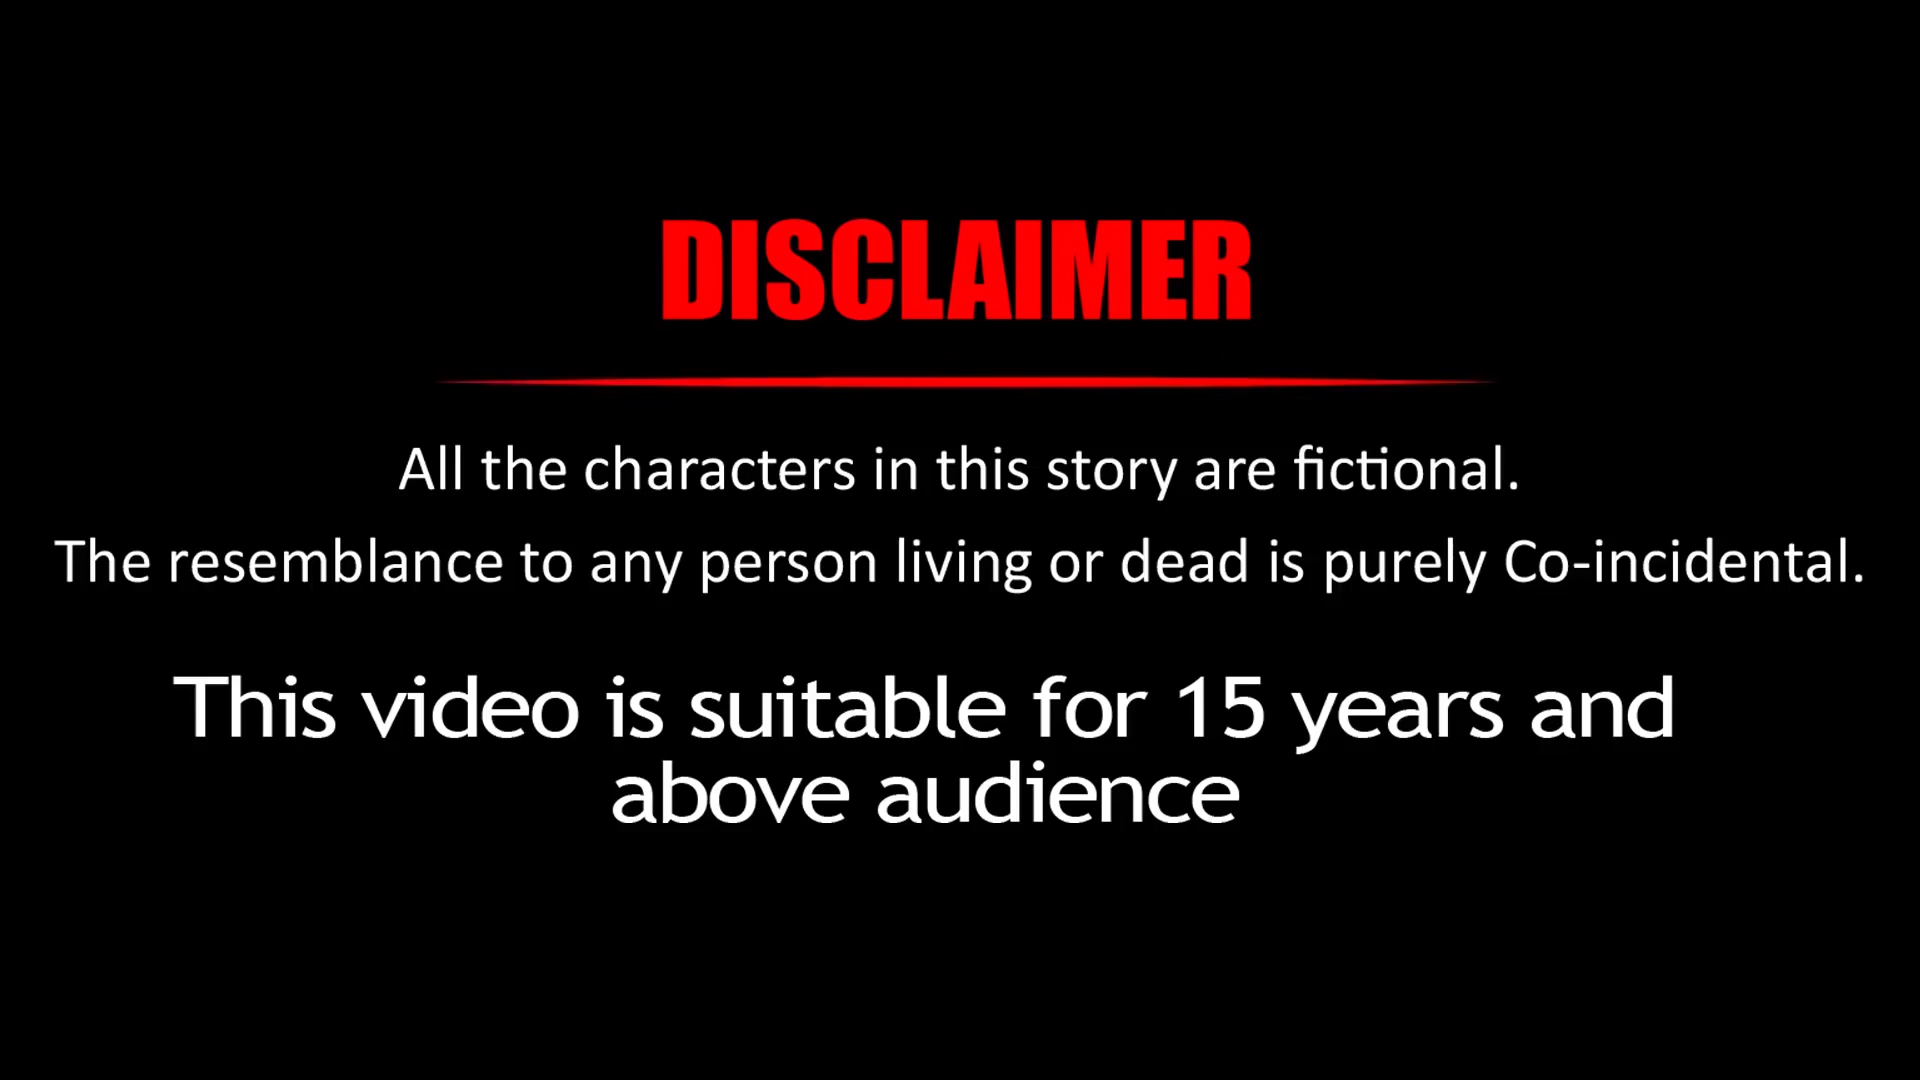 DISCLAIMER
All the characters in this story are fictional.
The resemblance to any person living or dead is purely Co-incidental.
This video is suitable for 15 years and
above audience